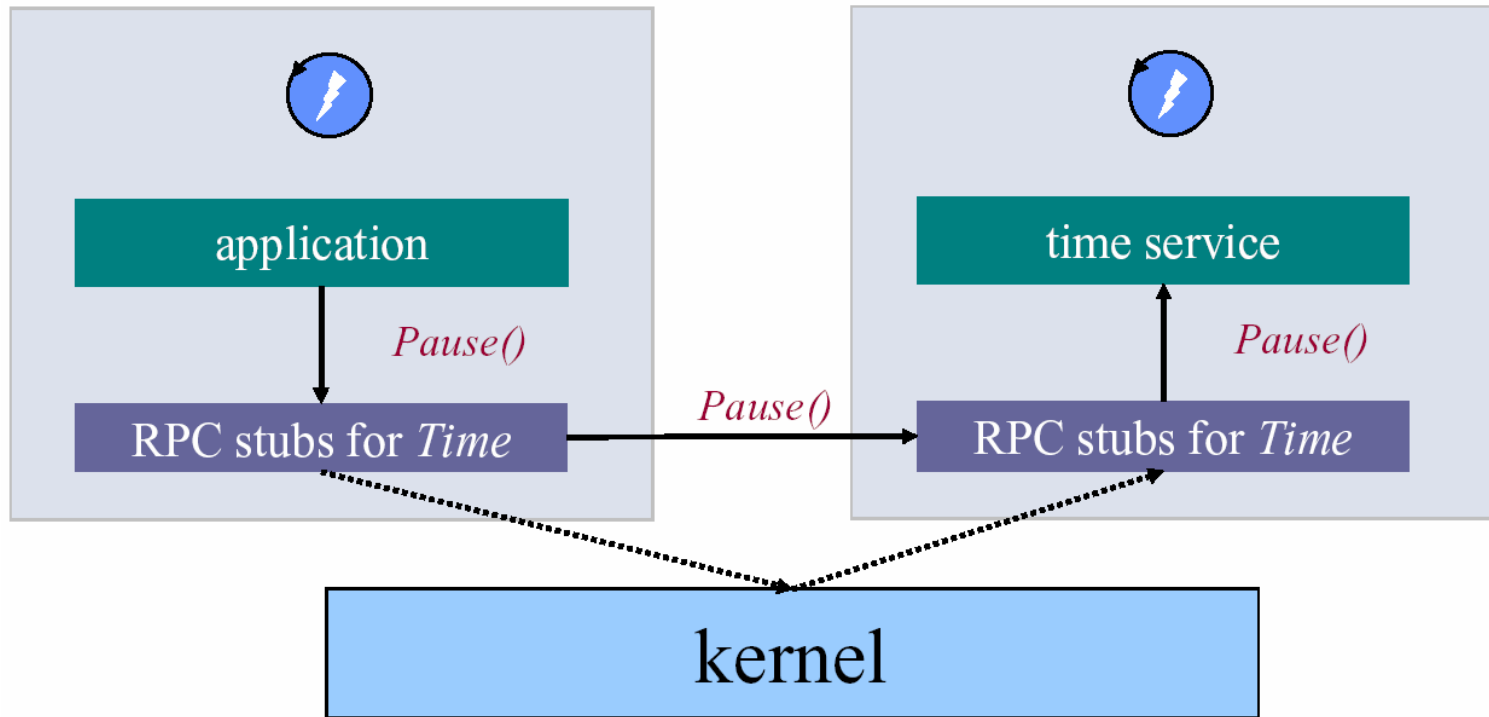 application
time service
Pause()
Pause()
Pause()
RPC stubs for Time
RPC stubs for Time
kernel